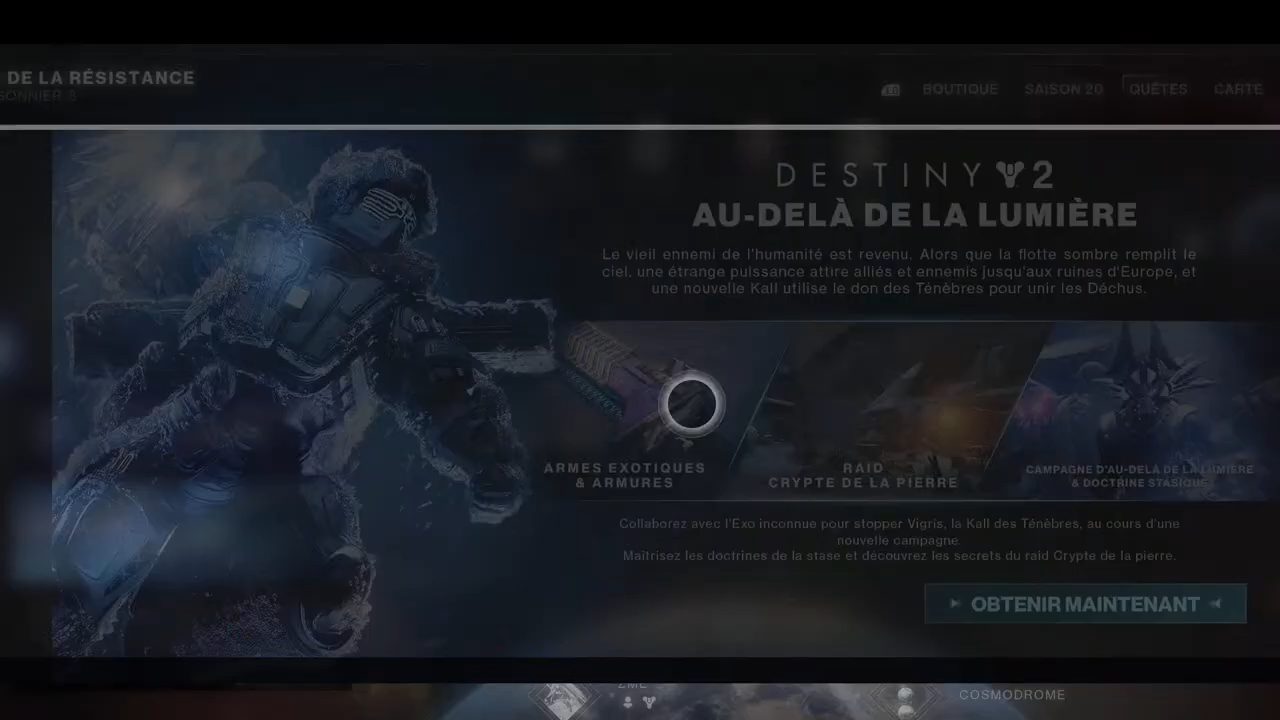 DE LA RÉSISTANCE
BOUTIQUE
SAISON 20
QUÊTES
CARTE
DESTINY 2
AU-DELÀ DE LA LUMIÈRE
Le vieil ennemi de l'humanité est revenu. Alors que la flotte sombre remplit le
ciel, une étrange puissance attire alliés et ennemis jusqu'aux ruines d'Europe, et
une nouvelle Kall utilise le don des Ténèbres pour unir les Déchus.
ARMES EXOTIQUES
& ARMURES
RAID
CRYPTE DE LA PIERRE
CAMPAGNE D'AU-DELÀ DE LA LUMIÈRE
& DOCTRINE STASIQUE
Collaborez avec l'Exo inconnue pour stopper Vigris, la Kall des Ténèbres, au cours d'une
nouvelle campagne.
Maîtrisez les doctrines de la stase et découvrez les secrets du raid Crypte de la pierre.
OBTENIR MAINTENANT
COSMODROME